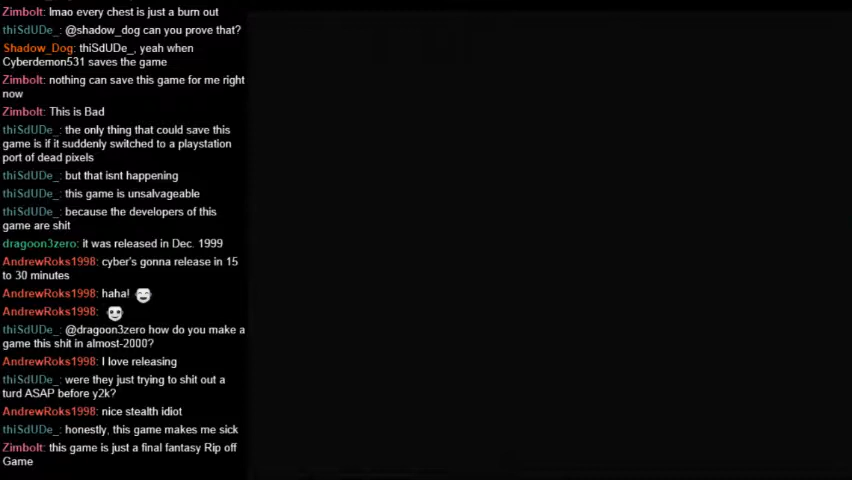 Zimbolt: lmao every chest is just a burn out
thiSdUDe_: @shadow_dog can you prove that?
Shadow_Dog: thiSdUDe_, yeah when
Cyberdemon531 saves the game
Zimbolt: nothing can save this game for me right
now
Zimbolt: This is Bad
thiSdUDe_: the only thing that could save this
game is if it suddenly switched to a playstation
port of dead pixels
thiSdUDe_: but that isnt happening
thiSdUDe_: this game is unsalvageable
thiSdUDe_: because the developers of this
game are shit
dragoon3zero: it was released in Dec. 1999
AndrewRoks1998: cyber's gonna release in 15
to 30 minutes
AndrewRoks1998: haha!
AndrewRoks1998:
thiSdUDe_: @dragoon3zero how do you make a
game this shit in almost-2000?
AndrewRoks1998: I love releasing
thiSdUDe_: were they just trying to shit out a
turd ASAP before y2k?
AndrewRoks1998: nice stealth idiot
thiSdUDe_: honestly, this game makes me sick
Zimbolt: this game is just a final fantasy Rip off
Game